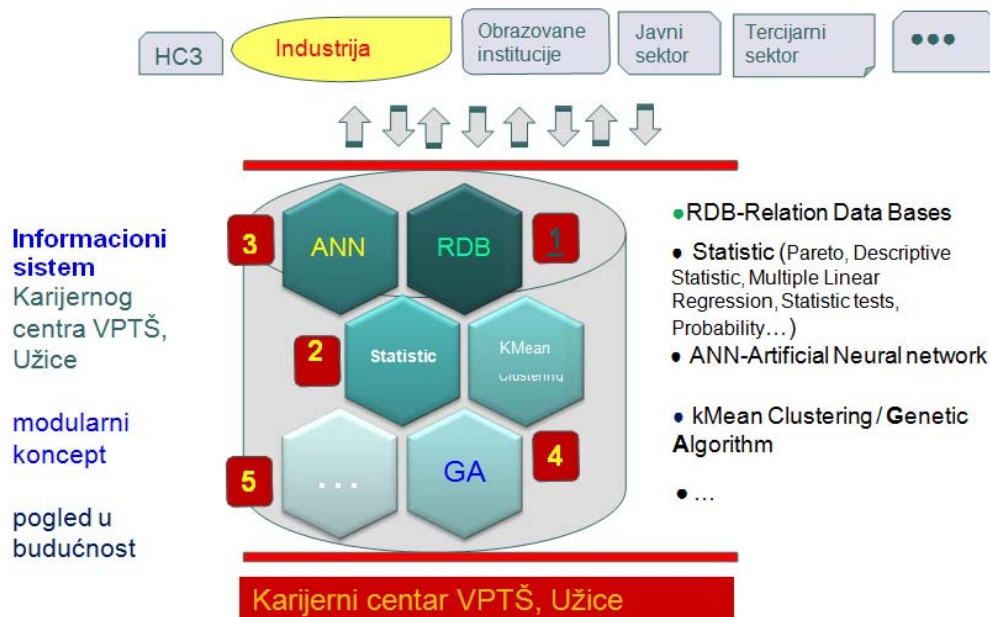 HC3
Industrija
Obrazovane
institucije
Javni
sektor
Tercijarni
sektor
●●●
3
ANN
RDB
1
2
Statistic
KMean
Clustering
5
...
GA
4
Informacioni
sistem
Karijernog
centra VPTŠ,
Užice
modularni
koncept
pogled u
budućnost
●RDB-Relation Data Bases
● Statistic (Pareto, Descriptive
Statistic, Multiple Linear
Regression, Statistic tests,
Probability…)
● ANN-Artificial Neural network
● kMean Clustering / Genetic
Algorithm
● …
Karijerni centar VPTŠ, Užice